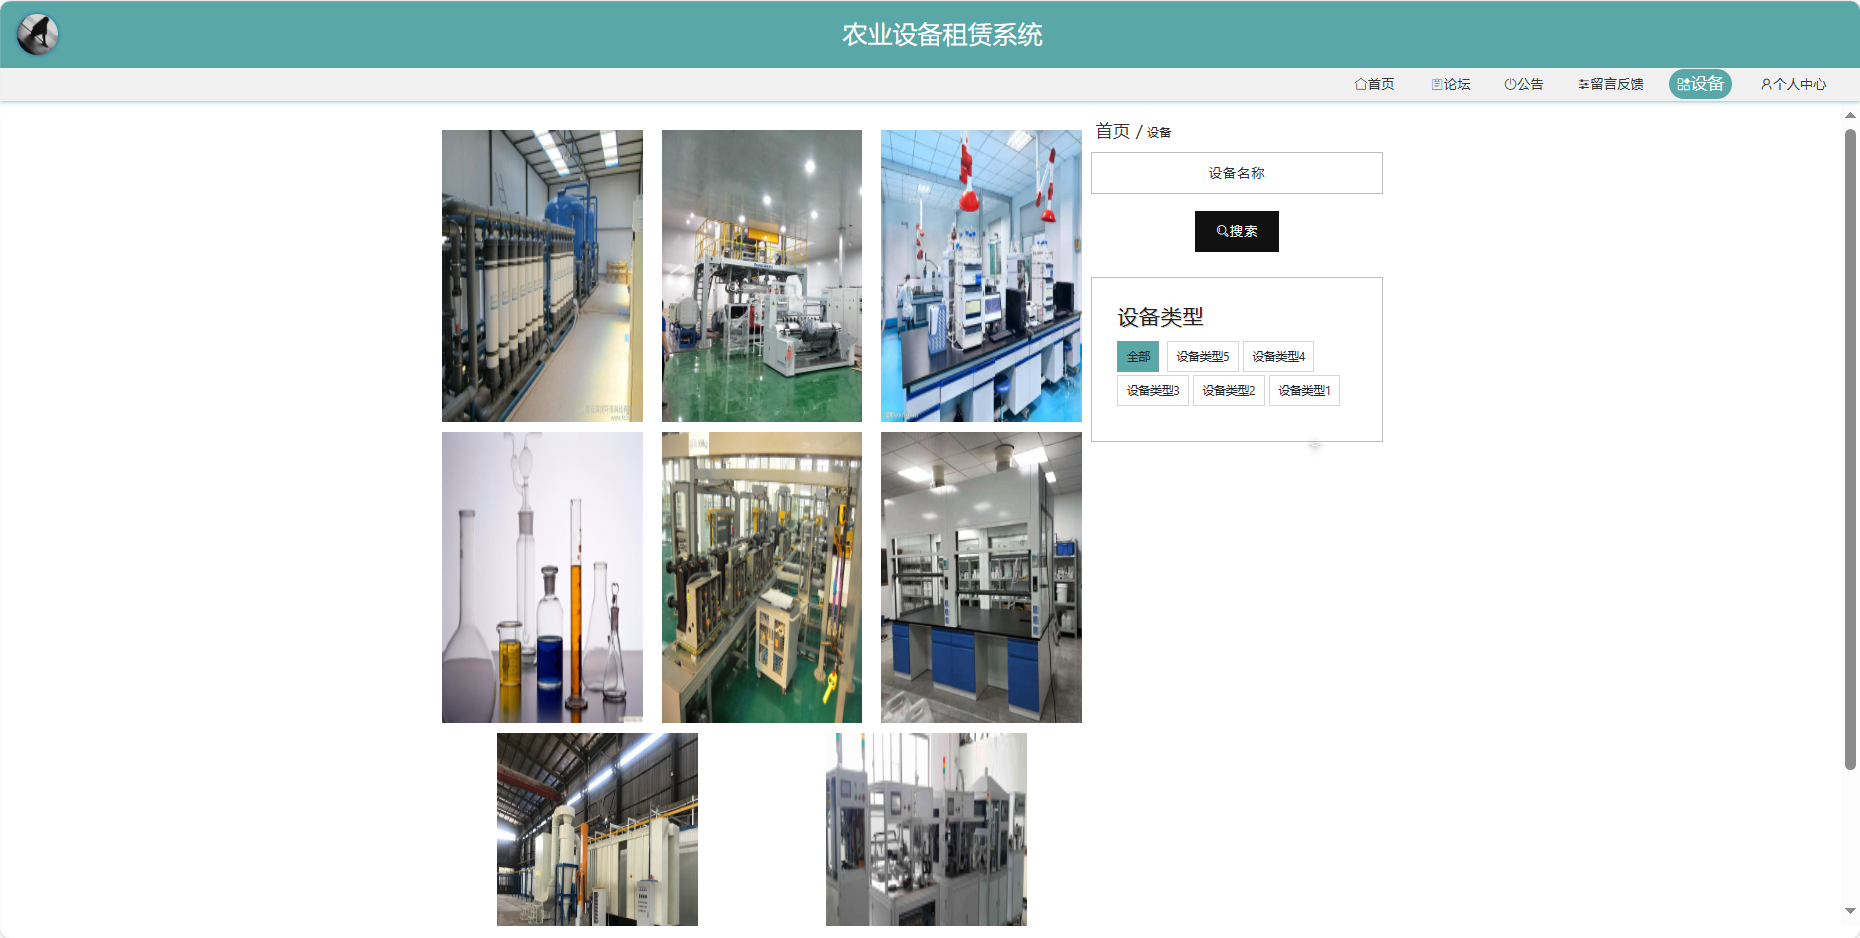 农业设备租赁系统
首页 论坛 公告 留言反馈 设备 个人中心
首页 / 设备
设备名称
搜索
设备类型
全部 设备类型5 设备类型4
设备类型3 设备类型2 设备类型1